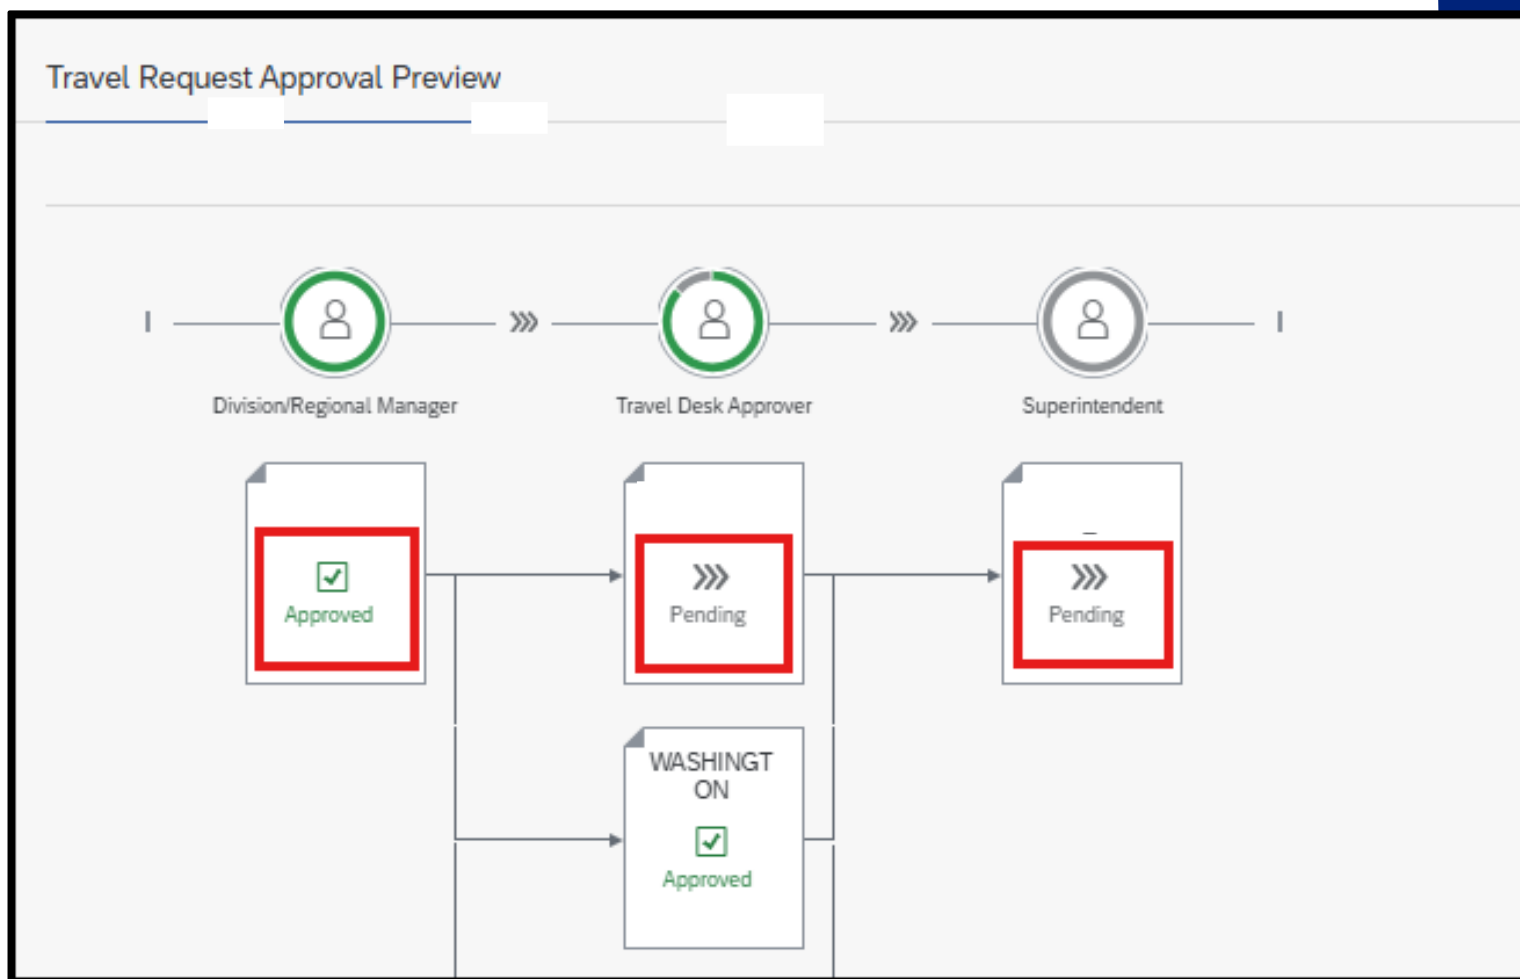 Travel Request Approval Preview
Division/Regional Manager
Travel Desk Approver
Superintendent
Approved
Pending
Pending
WASHINGT
ON
Approved